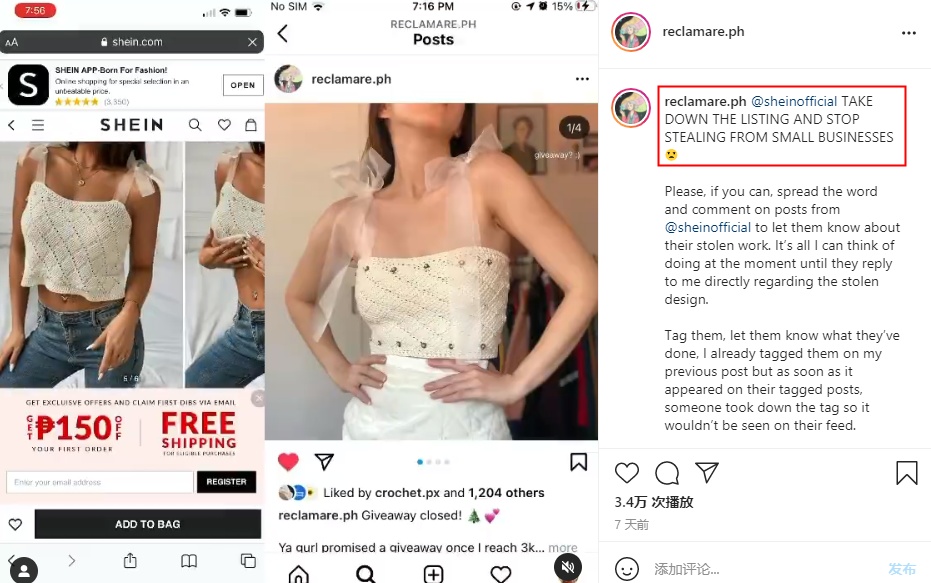 7:56
AA
shein.com
SHEIN APP-Born For Fashion!
Online shopping for special selection in an
unbeatable price.
(3,350)
OPEN
S
SHEIN
5 / 6
GET EXCLUSIVE OFFERS AND CLAIM FIRST DIBS VIA EMAIL
GET ₱150 OFF
YOUR FIRST ORDER
FREE
SHIPPING
FOR ELIGIBLE PURCHASES
Enter your email address
REGISTER
ADD TO BAG
No SIM
7:16 PM
15%
RECLAMARE.PH
Posts
reclamare.ph
1/4
giveaway? :)
Liked by crochet.px and 1,204 others
reclamare.ph Giveaway closed! 🎄 💕
Ya gurl promised a giveaway once I reach 3k... more
reclamare.ph
reclamare.ph @sheinofficial TAKE
DOWN THE LISTING AND STOP
STEALING FROM SMALL BUSINESSES
😠
Please, if you can, spread the word
and comment on posts from
@sheinofficial to let them know about
their stolen work. It’s all I can think of
doing at the moment until they reply
to me directly regarding the stolen
design.
Tag them, let them know what they’ve
done, I already tagged them on my
previous post but as soon as it
appeared on their tagged posts,
someone took down the tag so it
wouldn’t be seen on their feed.
3.4万 次播放
7 天前
添加评论...
发布